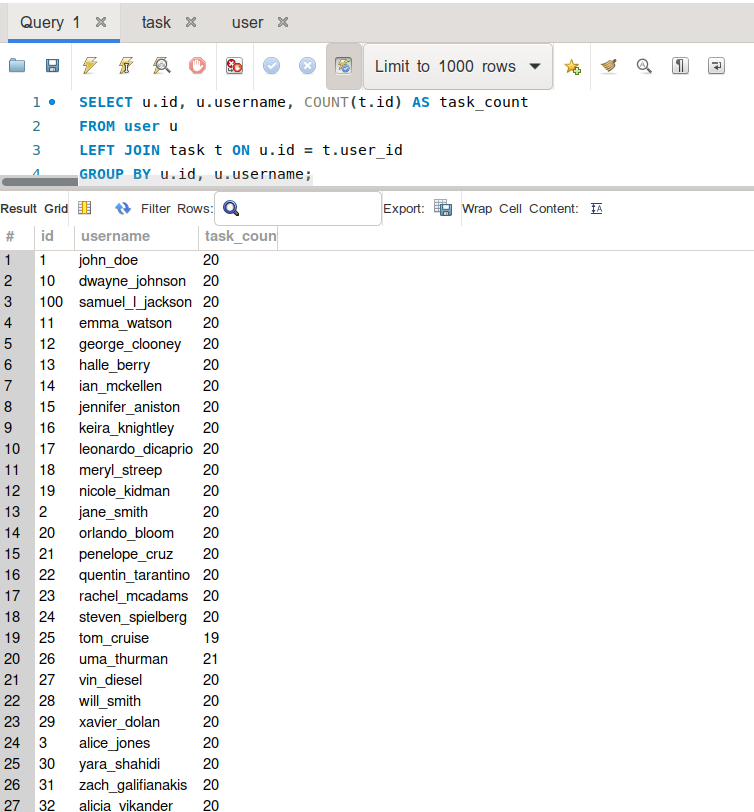 Query 1 task user
Limit to 1000 rows
1 SELECT u.id, u.username, COUNT(t.id) AS task_count
2 FROM user u
3 LEFT JOIN task t ON u.id = t.user_id
4 GROUP BY u.id, u.username;
Result Grid Filter Rows: Export: Wrap Cell Content:
# id username task_coun
1 1 john_doe 20
2 10 dwayne_johnson 20
3 100 samuel_l_jackson 20
4 11 emma_watson 20
5 12 george_clooney 20
6 13 halle_berry 20
7 14 ian_mckellen 20
8 15 jennifer_aniston 20
9 16 keira_knightley 20
10 17 leonardo_dicaprio 20
11 18 meryl_streep 20
12 19 nicole_kidman 20
13 2 jane_smith 20
14 20 orlando_bloom 20
15 21 penelope_cruz 20
16 22 quentin_tarantino 20
17 23 rachel_mcadams 20
18 24 steven_spielberg 20
19 25 tom_cruise 19
20 26 uma_thurman 21
21 27 vin_diesel 20
22 28 will_smith 20
23 29 xavier_dolan 20
24 3 alice_jones 20
25 30 yara_shahidi 20
26 31 zach_galifianakis 20
27 32 alicia_vikander 20